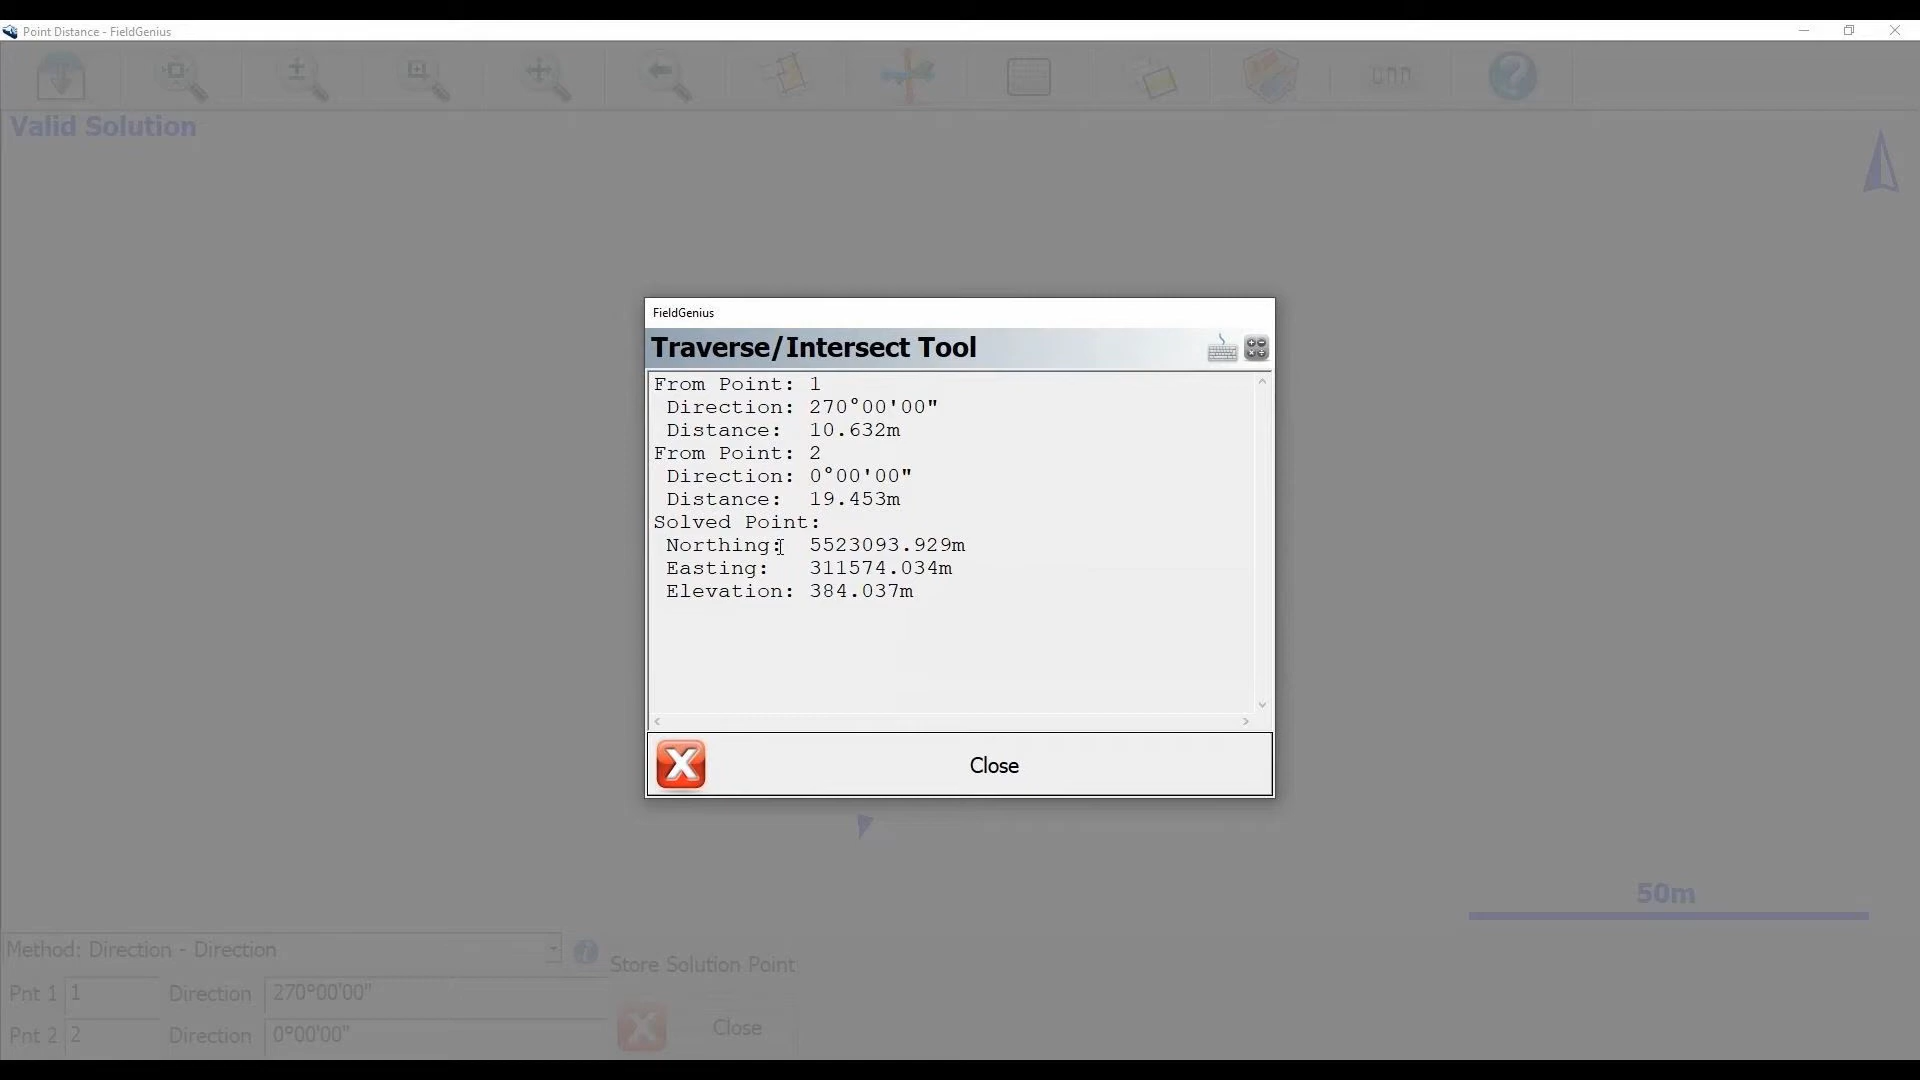 Point Distance - FieldGenius
Valid Solution
FieldGenius
Traverse/Intersect Tool
From Point: 1
Direction: 270°00'00"
Distance: 10.632m
From Point: 2
Direction: 0°00'00"
Distance: 19.453m
Solved Point:
Northing: 5523093.929m
Easting: 311574.034m
Elevation: 384.037m
Close
50m
Method: Direction - Direction
Store Solution Point
Pnt 1 1 Direction 270°00'00"
Pnt 2 2 Direction 0°00'00"
Close